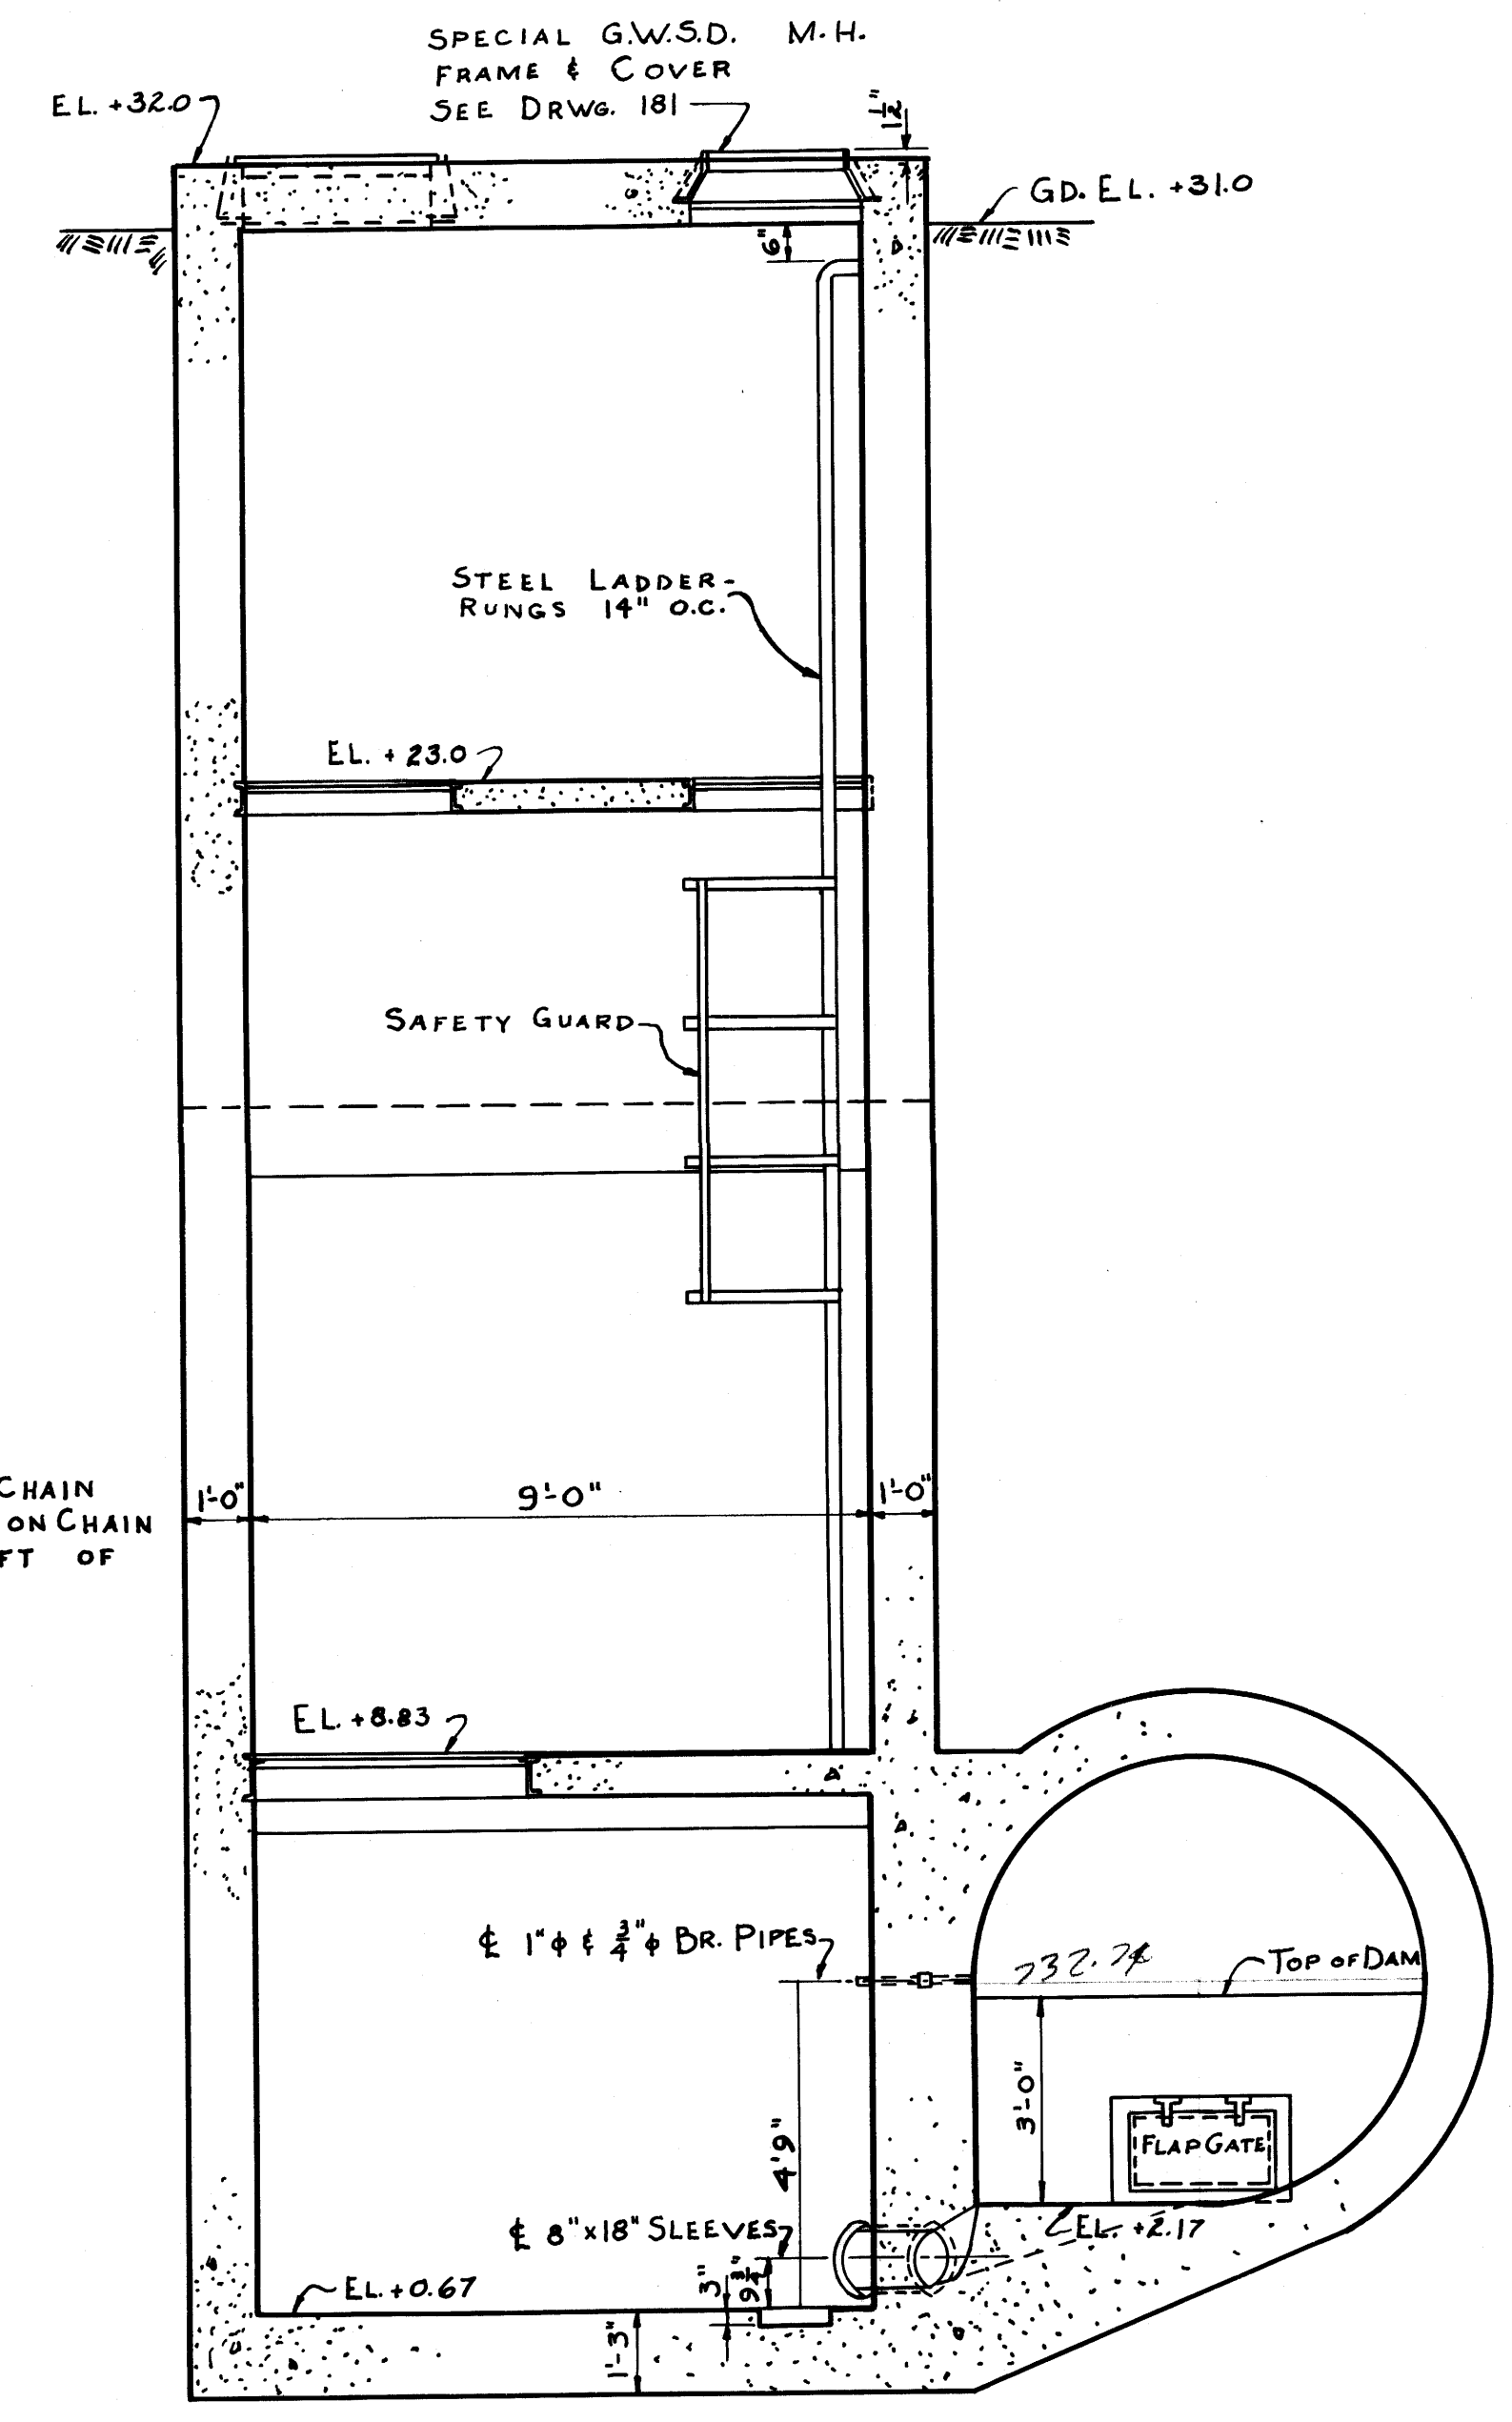 SPECIAL G.W.S.D. M.H.
FRAME & COVER
SEE DRWG. 181
EL. +32.0
1½"
GD. EL. +31.0
6"
STEEL LADDER-
RUNGS 14" O.C.
EL. + 23.0
SAFETY GUARD
CHAIN
ON CHAIN
FT OF
1'-0"
9'-0"
1'-0"
EL. +8.83
℄ 1"ϕ & ¾"ϕ BR. PIPES
TOP OF DAM
3'-0"
4'9"
FLAP GATE
℄ 8"x18" SLEEVES
EL. +2.17
3"
9¾"
EL. +0.67
1'-3"